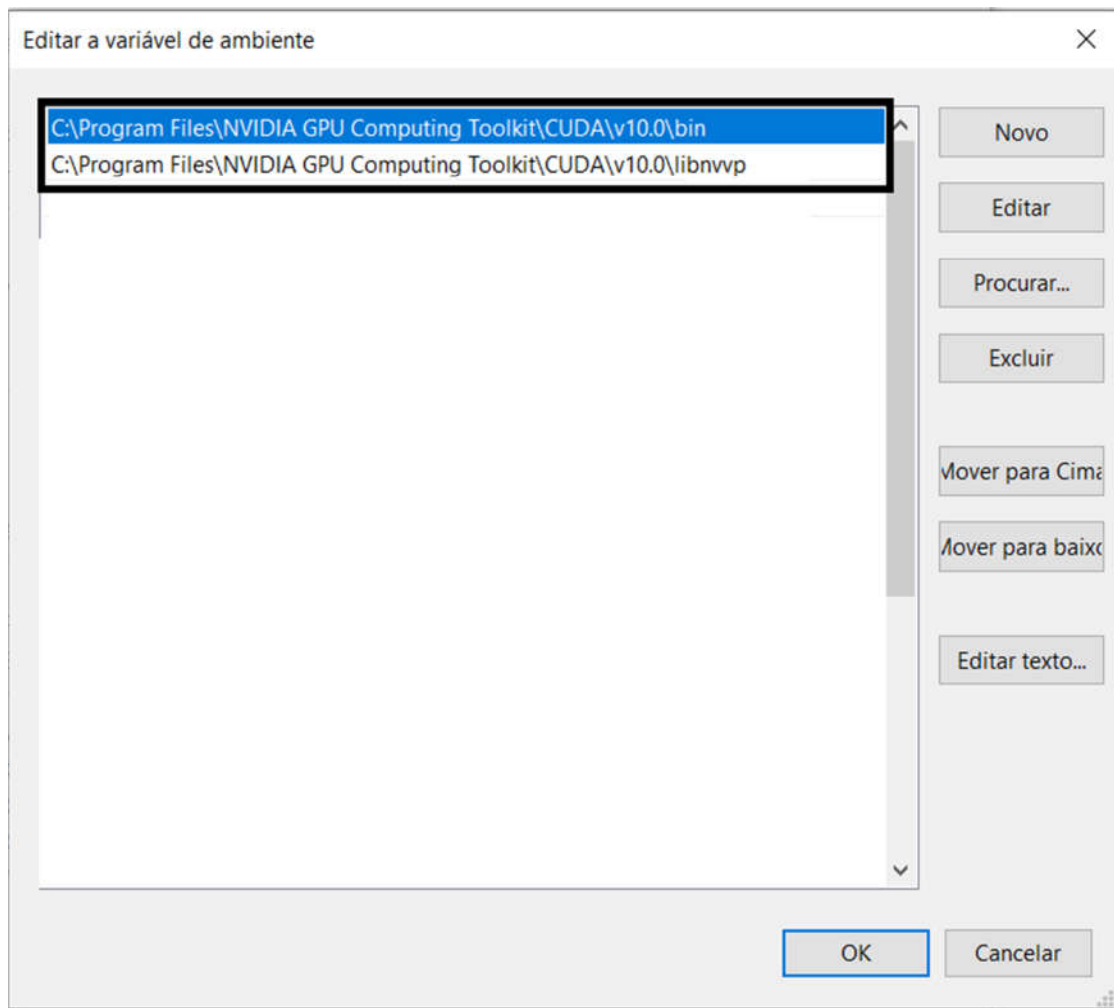 Editar a variável de ambiente
C:\Program Files\NVIDIA GPU Computing Toolkit\CUDA\v10.0\bin
C:\Program Files\NVIDIA GPU Computing Toolkit\CUDA\v10.0\libnvvp
Novo
Editar
Procurar...
Excluir
Mover para Cima
Mover para baixo
Editar texto...
OK
Cancelar